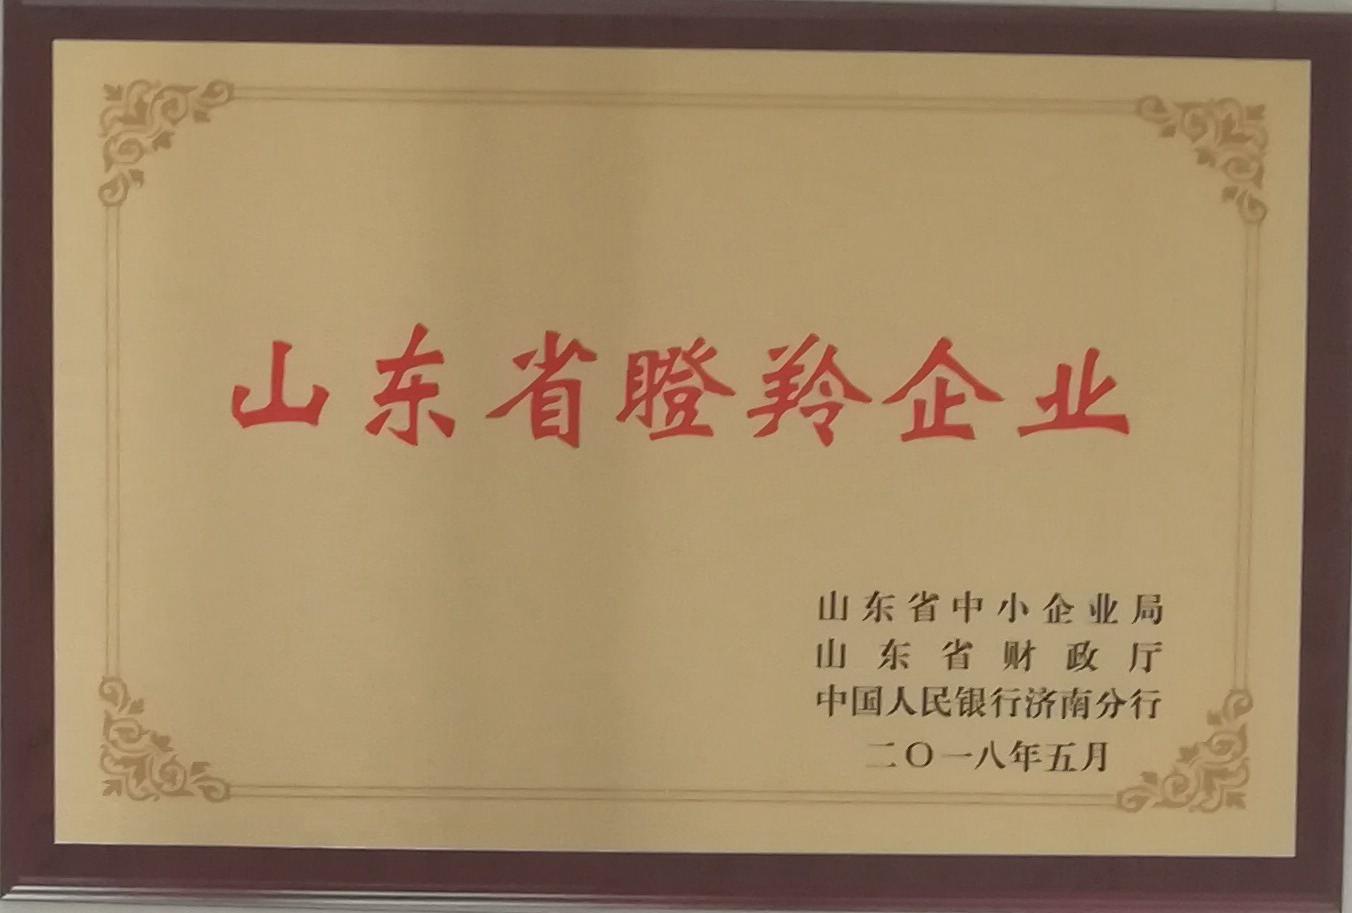 山东省瞪羚企业
山东省中小企业局
山东省财政厅
中国人民银行济南分行
二〇一八年五月